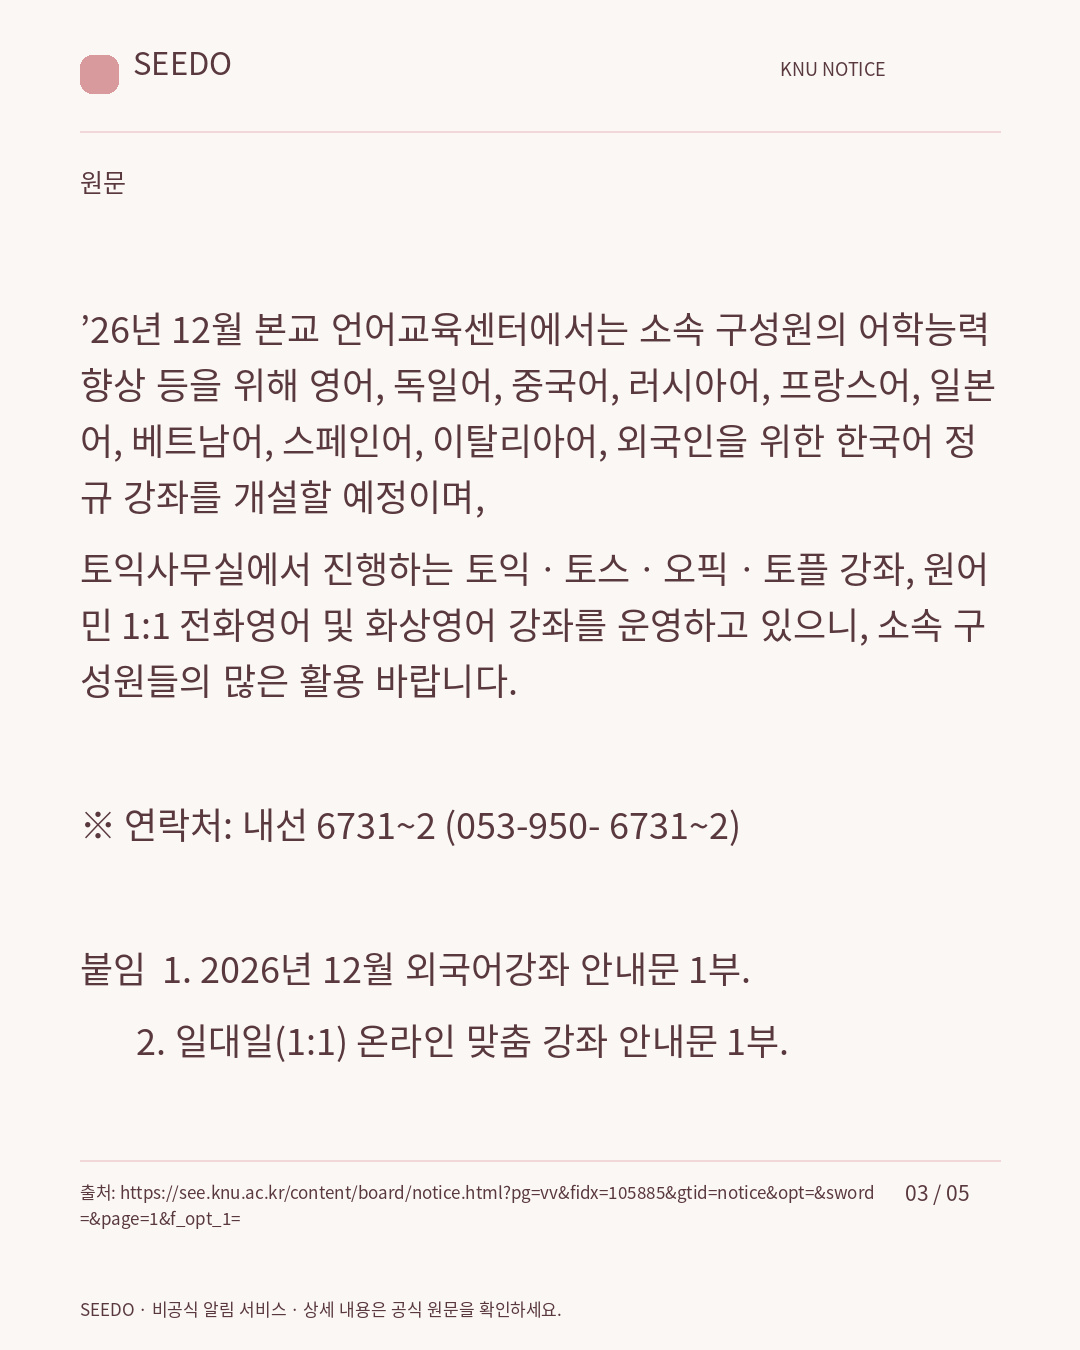 SEEDO
KNU NOTICE
원문
’26년 12월 본교 언어교육센터에서는 소속 구성원의 어학능력
향상 등을 위해 영어, 독일어, 중국어, 러시아어, 프랑스어, 일본
어, 베트남어, 스페인어, 이탈리아어, 외국인을 위한 한국어 정
규 강좌를 개설할 예정이며,
토익사무실에서 진행하는 토익 · 토스 · 오픽 · 토플 강좌, 원어
민 1:1 전화영어 및 화상영어 강좌를 운영하고 있으니, 소속 구
성원들의 많은 활용 바랍니다.
※ 연락처: 내선 6731~2 (053-950- 6731~2)
붙임  1. 2026년 12월 외국어강좌 안내문 1부.
2. 일대일(1:1) 온라인 맞춤 강좌 안내문 1부.
출처: https://see.knu.ac.kr/content/board/notice.html?pg=vv&fidx=105885&gtid=notice&opt=&sword
=&page=1&f_opt_1=
03 / 05
SEEDO · 비공식 알림 서비스 · 상세 내용은 공식 원문을 확인하세요.